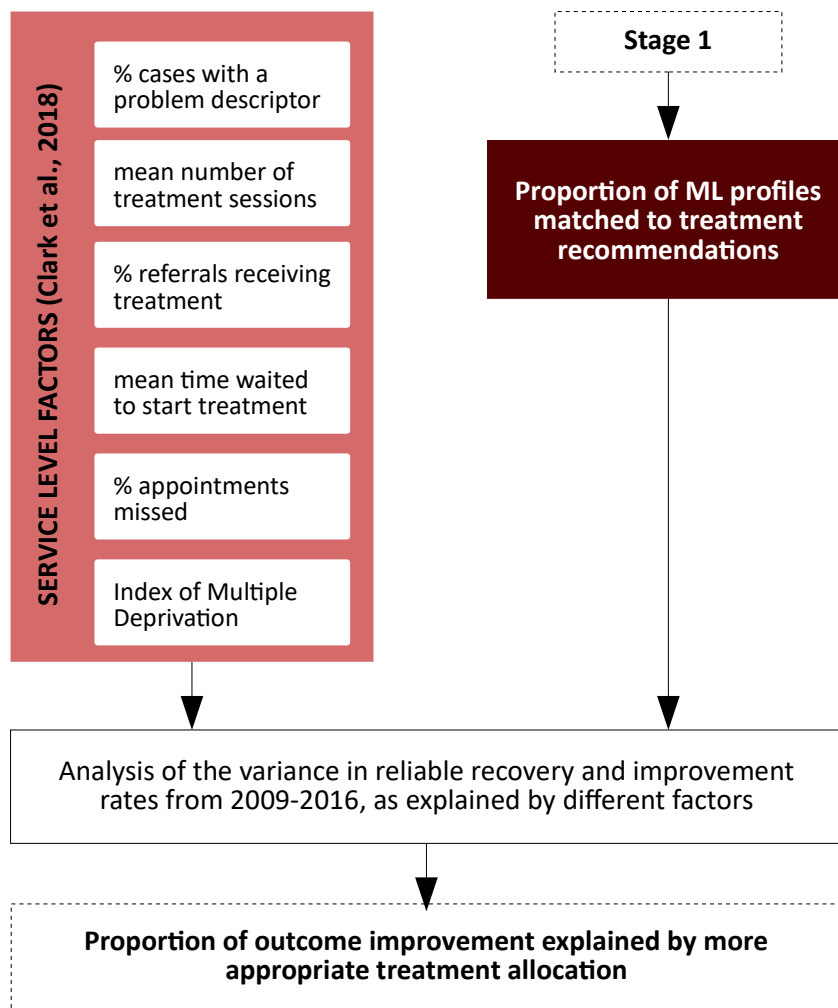 SERVICE LEVEL FACTORS (Clark et al., 2018)
% cases with a
problem descriptor
mean number of
treatment sessions
% referrals receiving
treatment
mean time waited
to start treatment
% appointments
missed
Index of Multiple
Deprivation
Stage 1
Proportion of ML profiles
matched to treatment
recommendations
Analysis of the variance in reliable recovery and improvement
rates from 2009-2016, as explained by different factors
Proportion of outcome improvement explained by more
appropriate treatment allocation